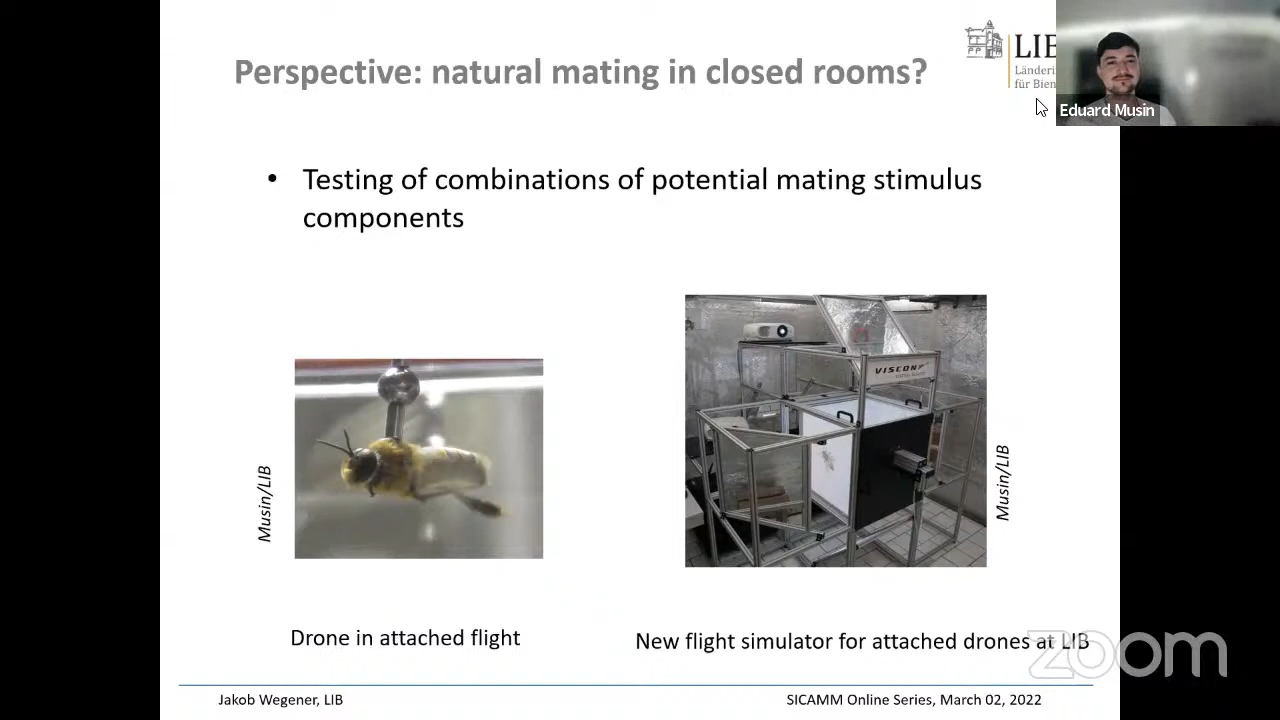 Perspective: natural mating in closed rooms?
LIB
Länderi
für Bien
Eduard Musin
• Testing of combinations of potential mating stimulus
components
VISCON
Musin/LIB
Musin/LIB
Drone in attached flight
New flight simulator for attached drones at LIB
zoom
Jakob Wegener, LIB
SICAMM Online Series, March 02, 2022